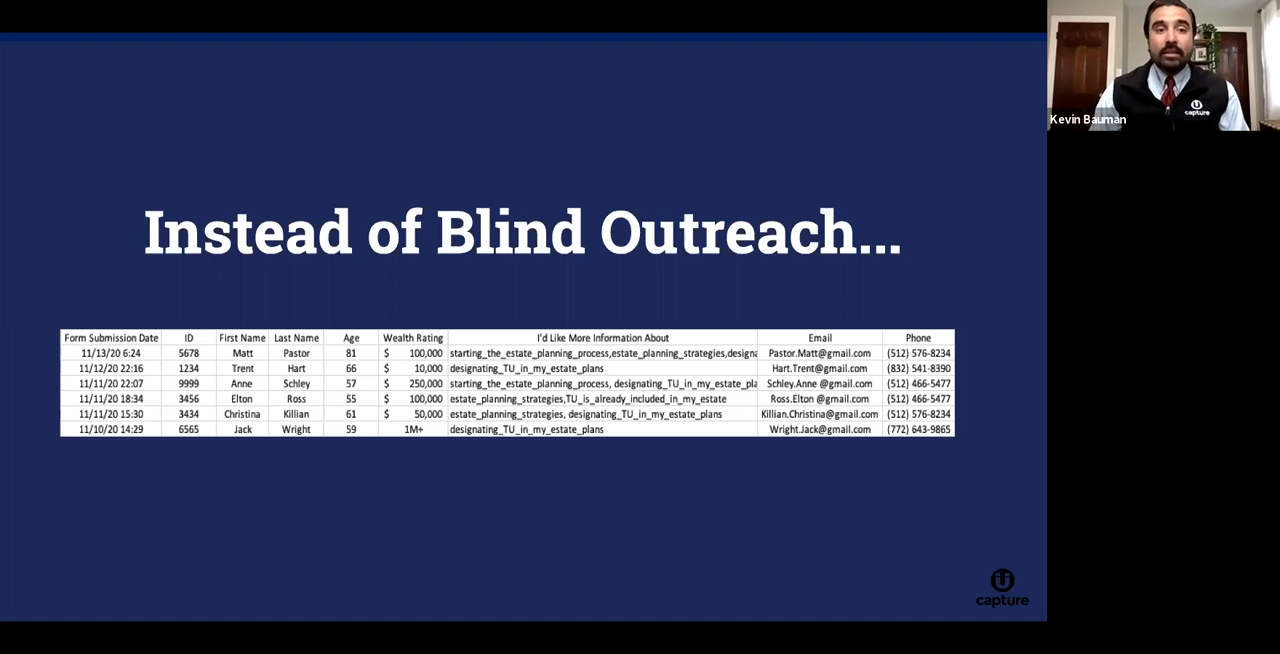 Instead of Blind Outreach...
Form Submission Date ID First Name Last Name Age Wealth Rating I'd Like More Information About Email Phone
11/13/20 6:24 5678 Matt Pastor 81 $ 100,000 starting_the_estate_planning_process,estate_planning_strategies,designa Pastor.Matt@gmail.com (512) 576-8234
11/12/20 22:16 1234 Trent Hart 66 $ 10,000 designating_TU_in_my_estate_plans Hart.Trent@gmail.com (832) 541-8390
11/11/20 22:07 9999 Anne Schley 57 $ 250,000 starting_the_estate_planning_process, designating_TU_in_my_estate_pla Schley.Anne @gmail.com (512) 466-5477
11/11/20 18:34 3456 Elton Ross 55 $ 100,000 estate_planning_strategies,TU_is_already_included_in_my_estate Ross.Elton @gmail.com (512) 466-5477
11/11/20 15:30 3434 Christina Killian 61 $ 50,000 estate_planning_strategies, designating_TU_in_my_estate_plans Killian.Christina@gmail.com (512) 576-8234
11/10/20 14:29 6565 Jack Wright 59 1M+ designating_TU_in_my_estate_plans Wright.Jack@gmail.com (772) 643-9865
capture
capture
Kevin Bauman